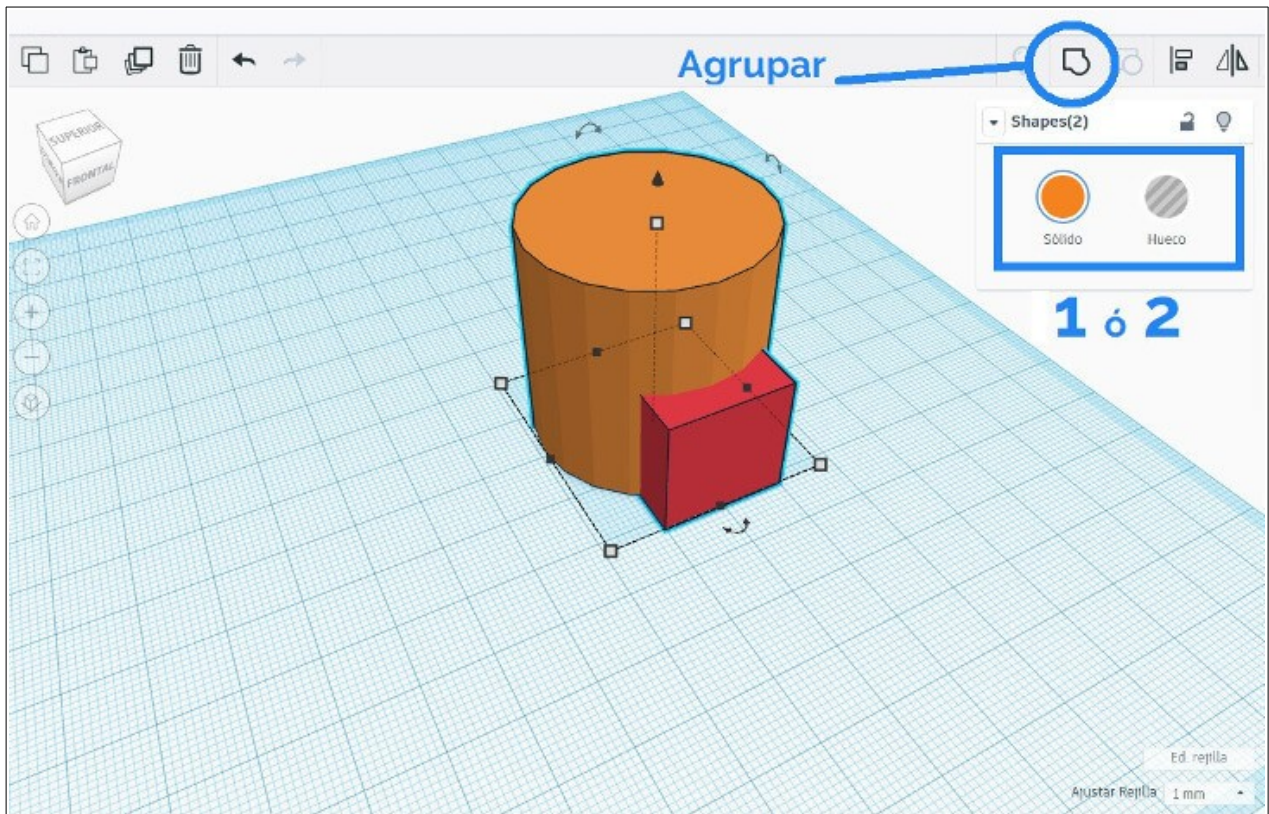 Agrupar
SUPERIOR
FRONTAL
Shapes(2)
Sólido
Hueco
1 ó 2
Ed. rejilla
Ajustar Rejilla 1 mm